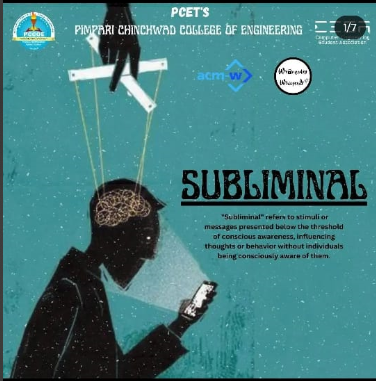 PCET'S
PIMPARI CHINCHWAD COLLEGE OF ENGINEERING
1/7
acm w
SUBLIMINAL
"Subliminal" refers to stimuli or
messages presented below the threshold
of conscious awareness, influencing
thoughts or behavior without individuals
being consciously aware of them.